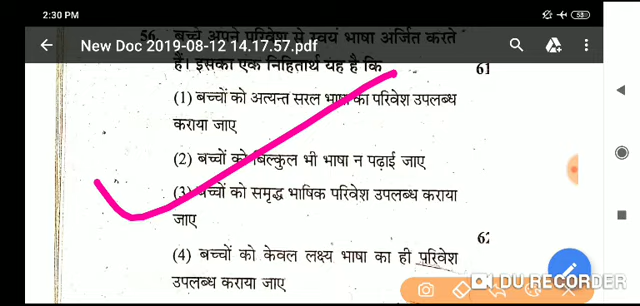 2:30 PM
53
56. बच्चे अपने परिवेश से स्वयं भाषा अर्जित करते
New Doc 2019-08-12 14.17.57.pdf
हैं। इसका एक निहितार्थ यह है कि
61
(1) बच्चों को अत्यन्त सरल भाषा का परिवेश उपलब्ध
कराया जाए
(2) बच्चों को बिल्कुल भी भाषा न पढ़ाई जाए
(3) बच्चों को समृद्ध भाषिक परिवेश उपलब्ध कराया
जाए
62
(4) बच्चों को केवल लक्ष्य भाषा का ही परिवेश
उपलब्ध कराया जाए
DU RECORDER